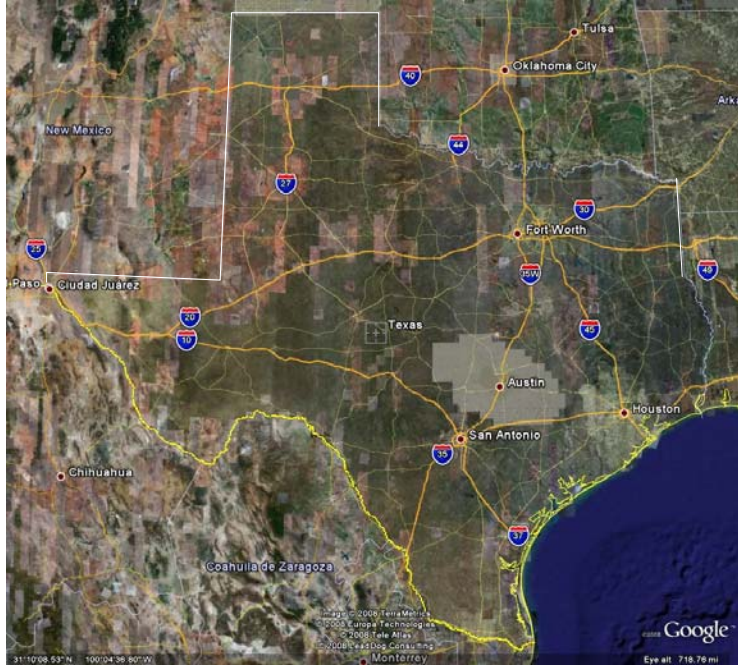 Tulsa
Oklahoma City
40
Arka
New Mexico
44
27
30
Fort Worth
25
35W
49
Paso
Ciudad Juárez
20
45
Texas
10
Austin
Houston
San Antonio
35
Chihuahua
37
Coahuila de Zaragoza
Image © 2008 TerraMetrics
© 2008 Europa Technologies
© 2008 Tele Atlas
© 2008 LeadDog Consulting
©2008 Google™
Monterrey
31°10'08.53" N 100°04'36.80" W
Eye alt 718.76 mi